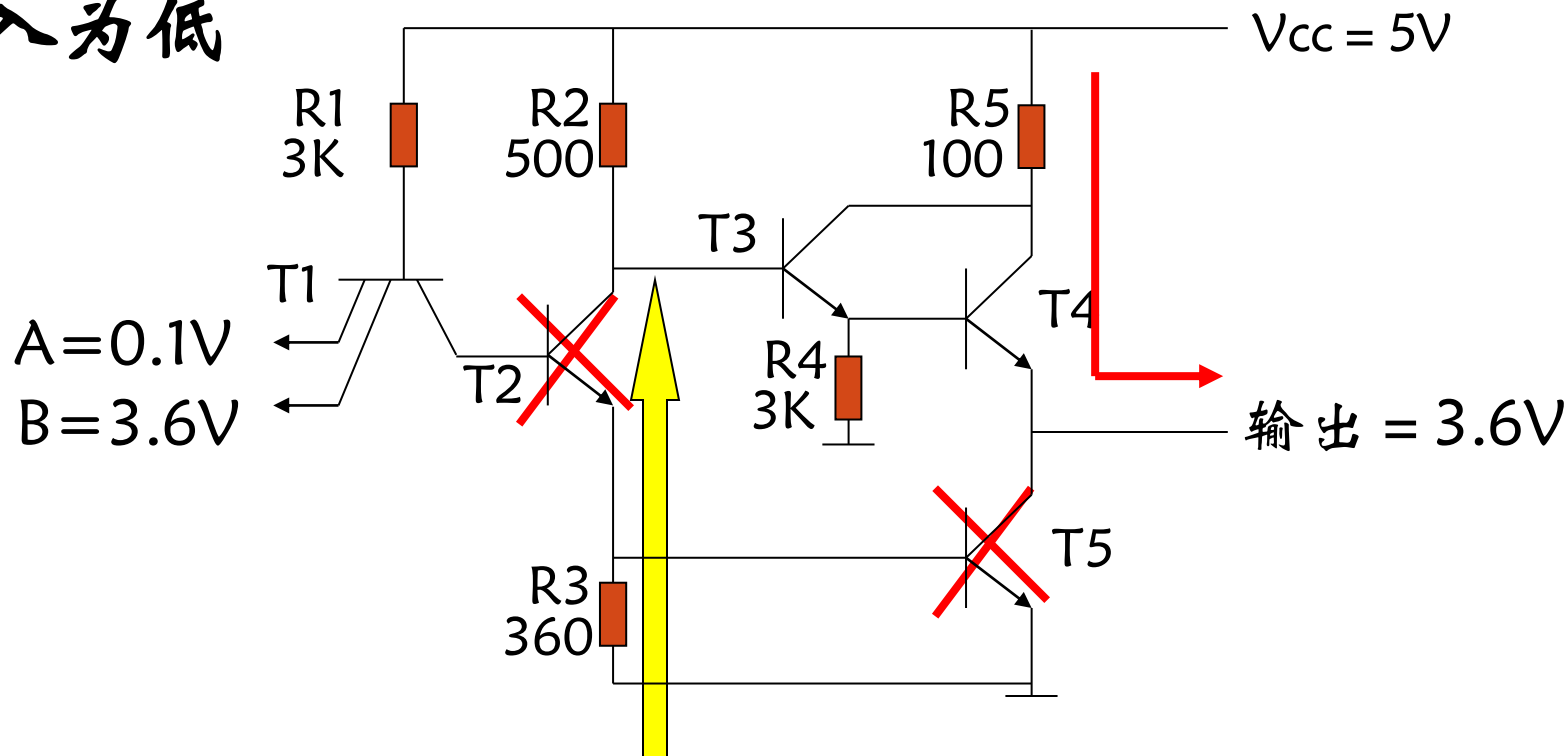 入为低
Vcc = 5V
R1
3K
R2
500
R5
100
T3
T1
T4
A=0.1V
T2
R4
3K
B=3.6V
输出 = 3.6V
T5
R3
360